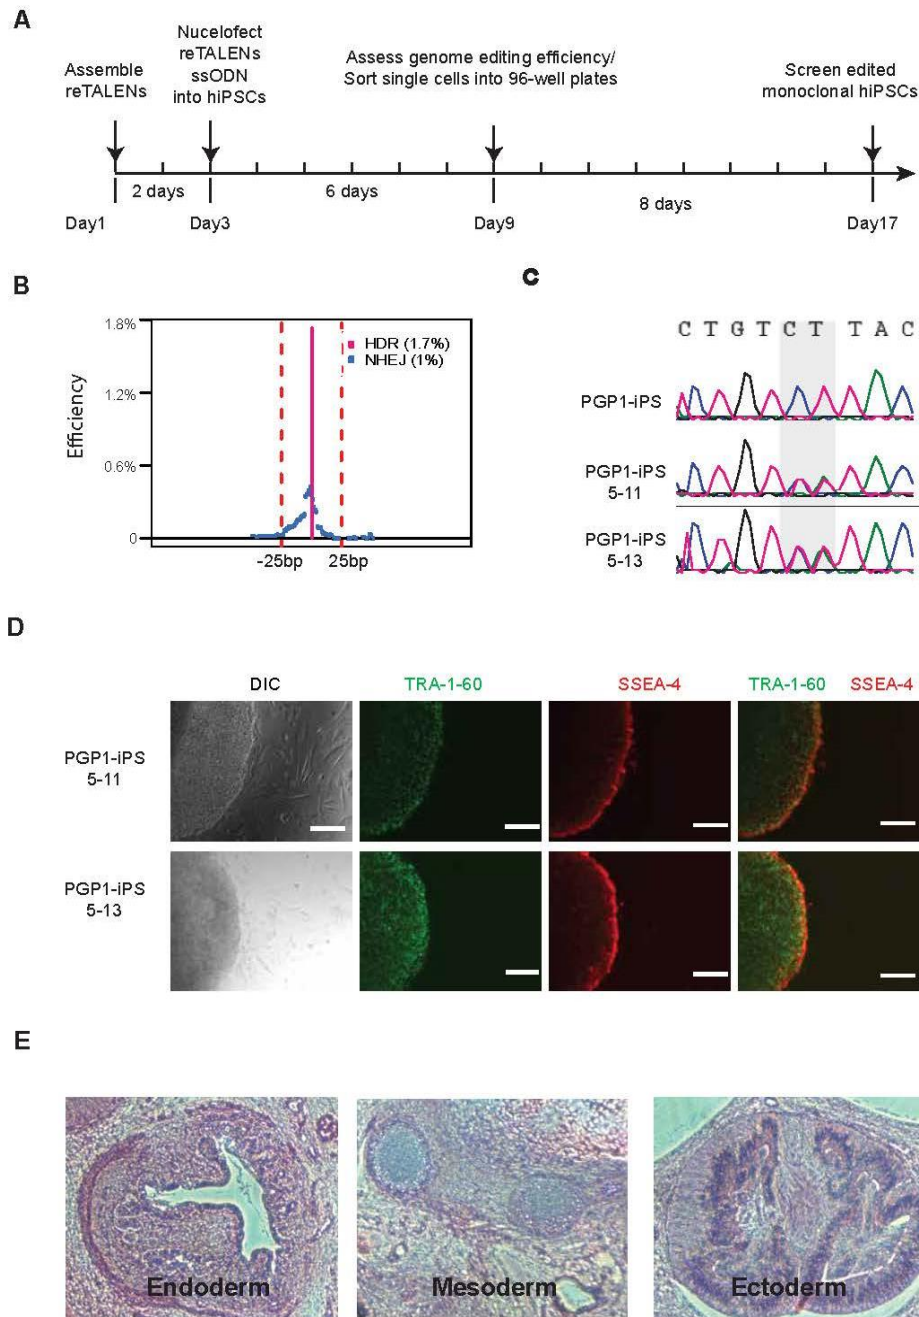 A
Assemble
reTALENs
Nucelofect
reTALENs
ssODN
into hiPSCs
Assess genome editing efficiency/
Sort single cells into 96-well plates
Screen edited
monoclonal hiPSCs
2 days
6 days
8 days
Day1
Day3
Day9
Day17
B
Efficiency
1.8%
1.2%
0.6%
0
HDR (1.7%)
NHEJ (1%)
-25bp
25bp
C
C T G T C T T A C
PGP1-iPS
PGP1-iPS
5-11
PGP1-iPS
5-13
D
DIC
TRA-1-60
SSEA-4
TRA-1-60 SSEA-4
PGP1-iPS
5-11
PGP1-iPS
5-13
E
Endoderm
Mesoderm
Ectoderm